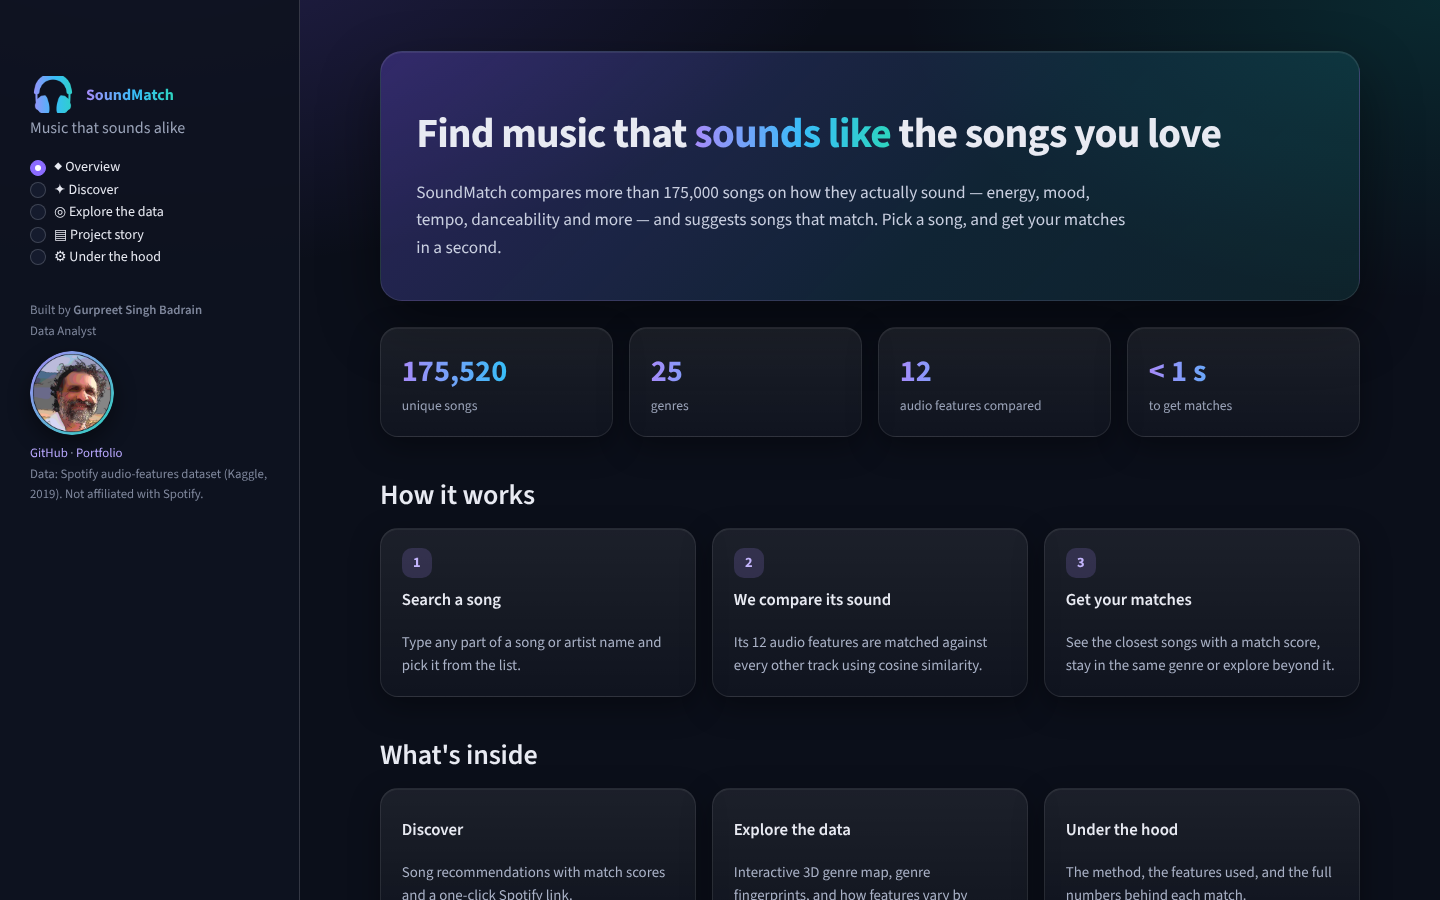 SoundMatch
Music that sounds alike
◆ Overview
✦ Discover
◎ Explore the data
▤ Project story
⚙ Under the hood
Built by Gurpreet Singh Badrain
Data Analyst
GitHub · Portfolio
Data: Spotify audio-features dataset (Kaggle,
2019). Not affiliated with Spotify.
Find music that sounds like the songs you love
SoundMatch compares more than 175,000 songs on how they actually sound — energy, mood,
tempo, danceability and more — and suggests songs that match. Pick a song, and get your matches
in a second.
175,520
unique songs
25
genres
12
audio features compared
< 1 s
to get matches
How it works
1
Search a song
Type any part of a song or artist name and
pick it from the list.
2
We compare its sound
Its 12 audio features are matched against
every other track using cosine similarity.
3
Get your matches
See the closest songs with a match score,
stay in the same genre or explore beyond it.
What's inside
Discover
Song recommendations with match scores
and a one-click Spotify link.
Explore the data
Interactive 3D genre map, genre
fingerprints, and how features vary by
Under the hood
The method, the features used, and the full
numbers behind each match.